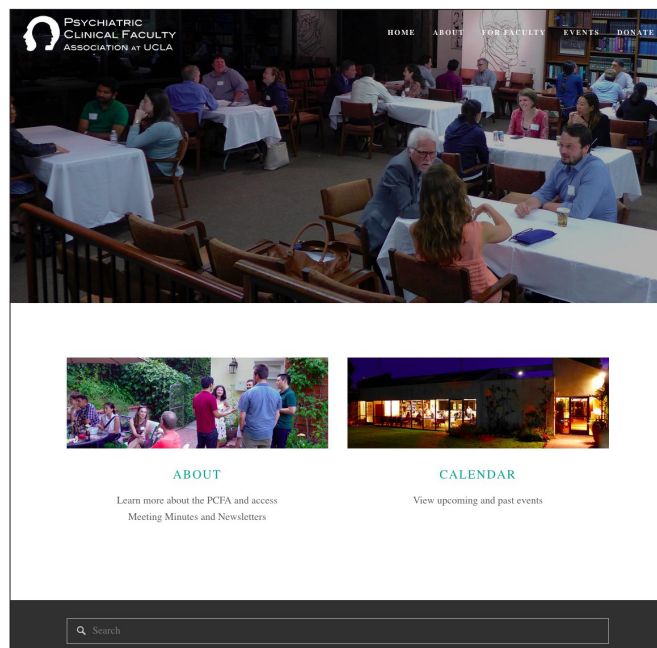 PSYCHIATRIC
CLINICAL FACULTY
ASSOCIATION AT UCLA
HOME ABOUT FOR FACULTY EVENTS DONATE
ABOUT
Learn more about the PCFA and access
Meeting Minutes and Newsletters
CALENDAR
View upcoming and past events
Search